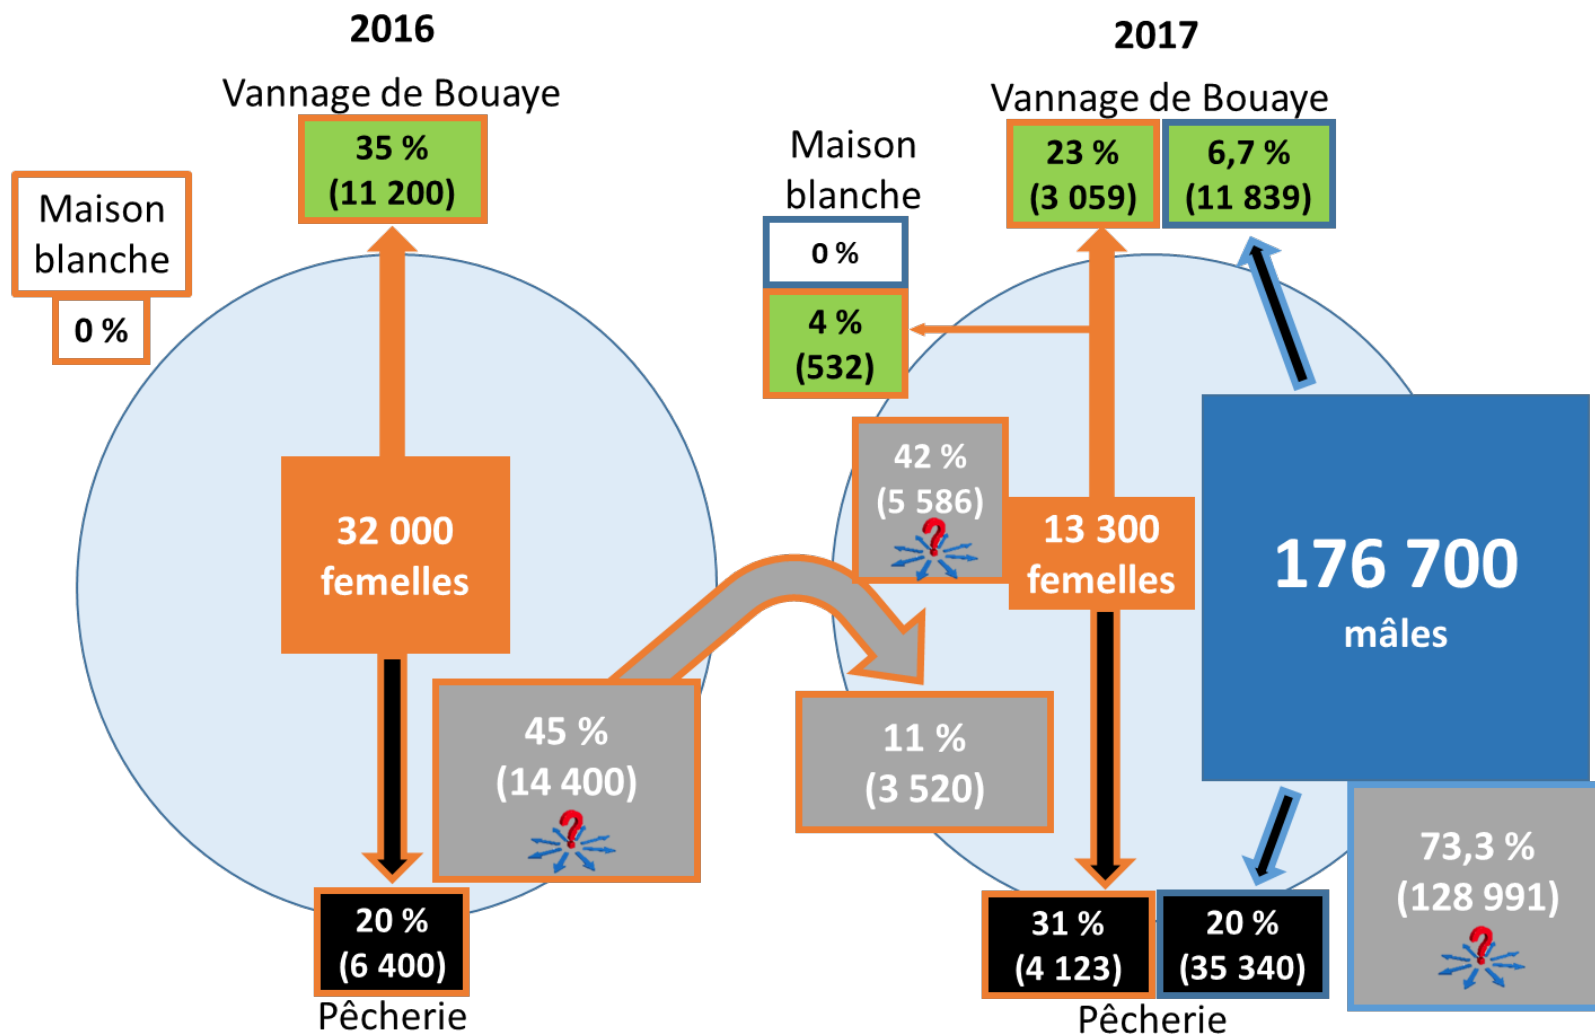 2016
Vannage de Bouaye
35 %
(11 200)
Maison
blanche
0 %
32 000
femelles
45 %
(14 400)
?
20 %
(6 400)
Pêcherie
2017
Vannage de Bouaye
23 %
(3 059)
6,7 %
(11 839)
Maison
blanche
0 %
4 %
(532)
42 %
(5 586)
?
13 300
femelles
176 700
mâles
11 %
(3 520)
73,3 %
(128 991)
?
31 %
(4 123)
20 %
(35 340)
Pêcherie